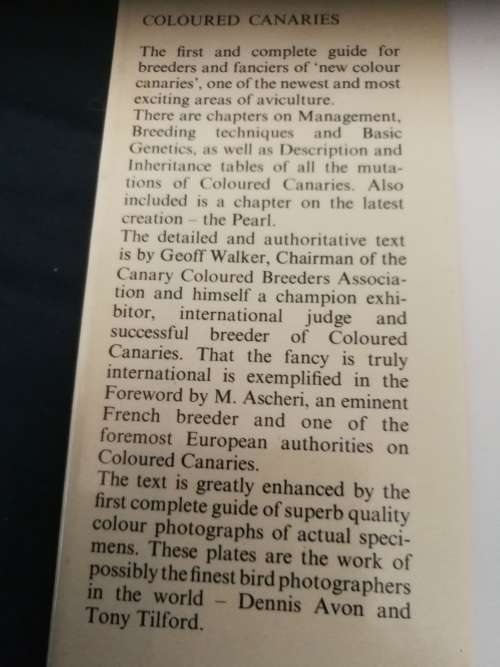 COLOURED CANARIES
The first and complete guide for
breeders and fanciers of ‘new colour
canaries’, one of the newest and most
exciting areas of aviculture.
There are chapters on Management,
Breeding techniques and Basic
Genetics, as well as Description and
Inheritance tables of all the muta-
tions of Coloured Canaries. Also
included is a chapter on the latest
creation – the Pearl.
The detailed and authoritative text
is by Geoff Walker, Chairman of the
Canary Coloured Breeders Associa-
tion and himself a champion exhi-
bitor, international judge and
successful breeder of Coloured
Canaries. That the fancy is truly
international is exemplified in the
Foreword by M. Ascheri, an eminent
French breeder and one of the
foremost European authorities on
Coloured Canaries.
The text is greatly enhanced by the
first complete guide of superb quality
colour photographs of actual speci-
mens. These plates are the work of
possibly the finest bird photographers
in the world – Dennis Avon and
Tony Tilford.